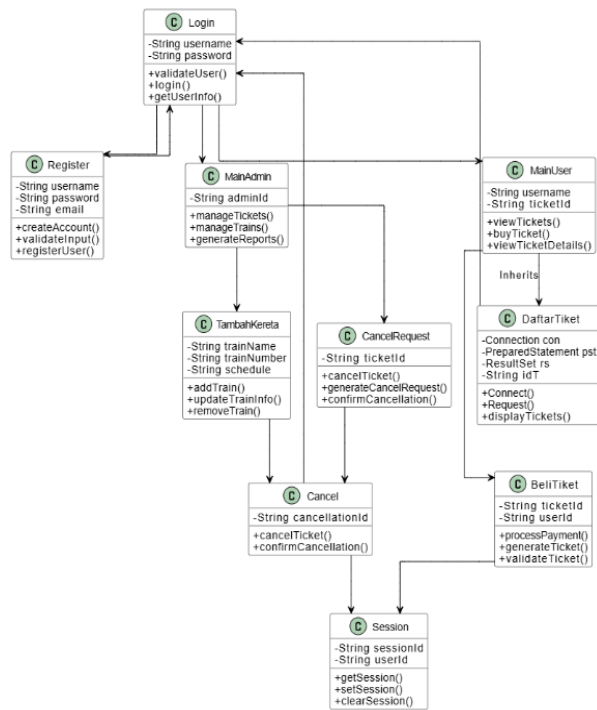 C Login
-String username
-String password
+validateUser()
+login()
+getUserInfo()
C Register
-String username
-String password
-String email
+createAccount()
+validateInput()
+registerUser()
C MainAdmin
-String adminId
+manageTickets()
+manageTrains()
+generateReports()
C MainUser
-String username
-String ticketId
+viewTickets()
+buyTicket()
+viewTicketDetails()
Inherits
C TambahKereta
-String trainName
-String trainNumber
-String schedule
+addTrain()
+updateTrainInfo()
+removeTrain()
C CancelRequest
-String ticketId
+cancelTicket()
+generateCancelRequest()
+confirmCancellation()
C DaftarTiket
-Connection con
-PreparedStatement pst
-ResultSet rs
-String idT
+Connect()
+Request()
+displayTickets()
C Cancel
-String cancellationId
+cancelTicket()
+confirmCancellation()
C BeliTiket
-String ticketId
-String userId
+processPayment()
+generateTicket()
+validateTicket()
C Session
-String sessionId
-String userId
+getSession()
+setSession()
+clearSession()